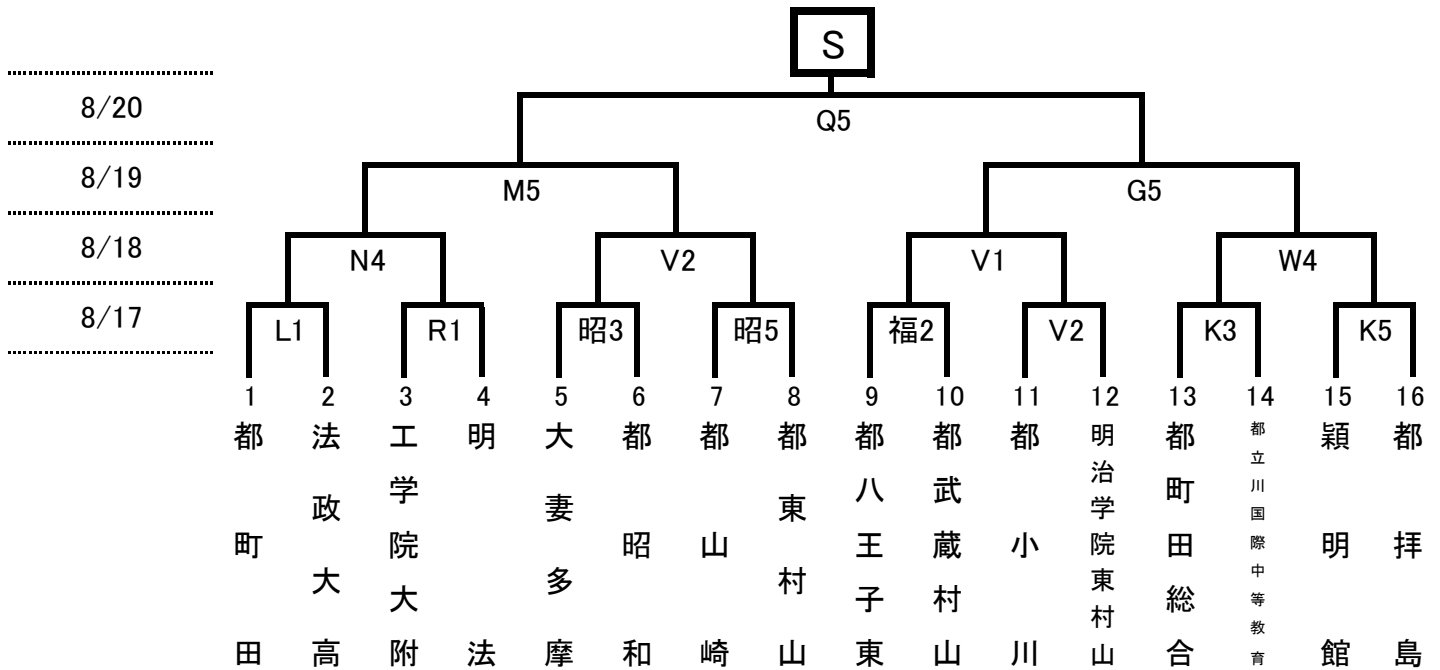 S
8/20
Q5
8/19
M5
G5
8/18
N4
V2
V1
W4
8/17
L1
R1
昭3
昭5
福2
V2
K3
K5
1
2
3
4
5
6
7
8
9
10
11
12
13
14
15
16
都町田
法政大高
工学院大附
明法
大妻多摩
都昭和
都山崎
都東村山
都八王子東
都武蔵村山
都小川
明治学院東村山
都町田総合
都立川国際中等教育
穎明館
都拝島